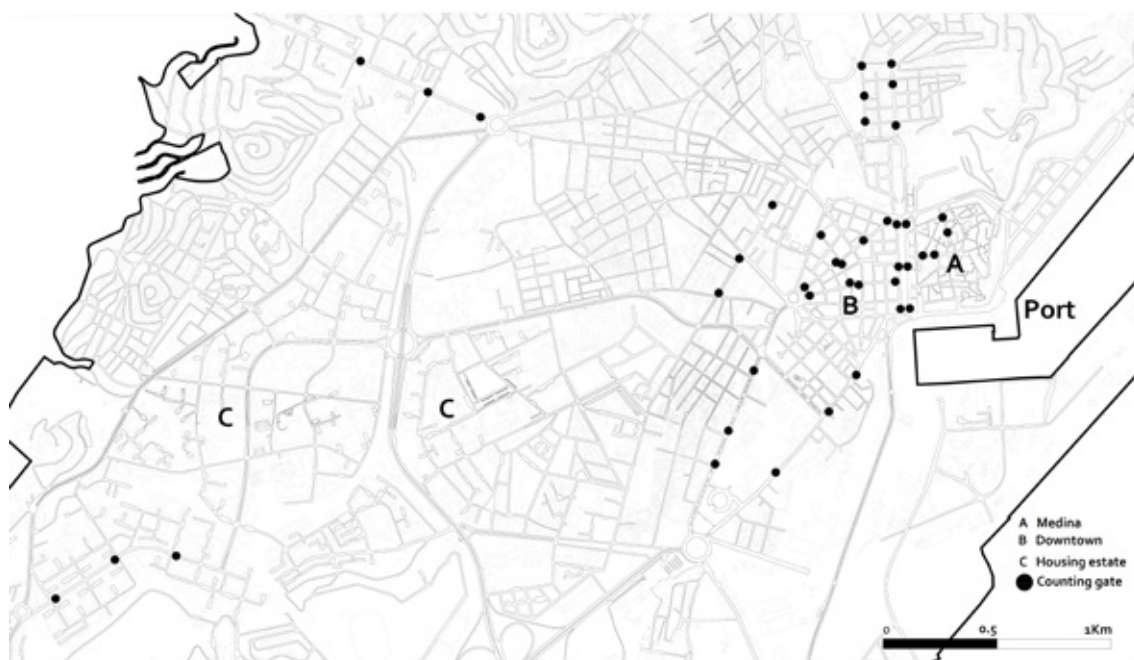 A
B
Port
C
C
A Medina
B Downtown
C Housing estate
Counting gate
0 0.5 1Km